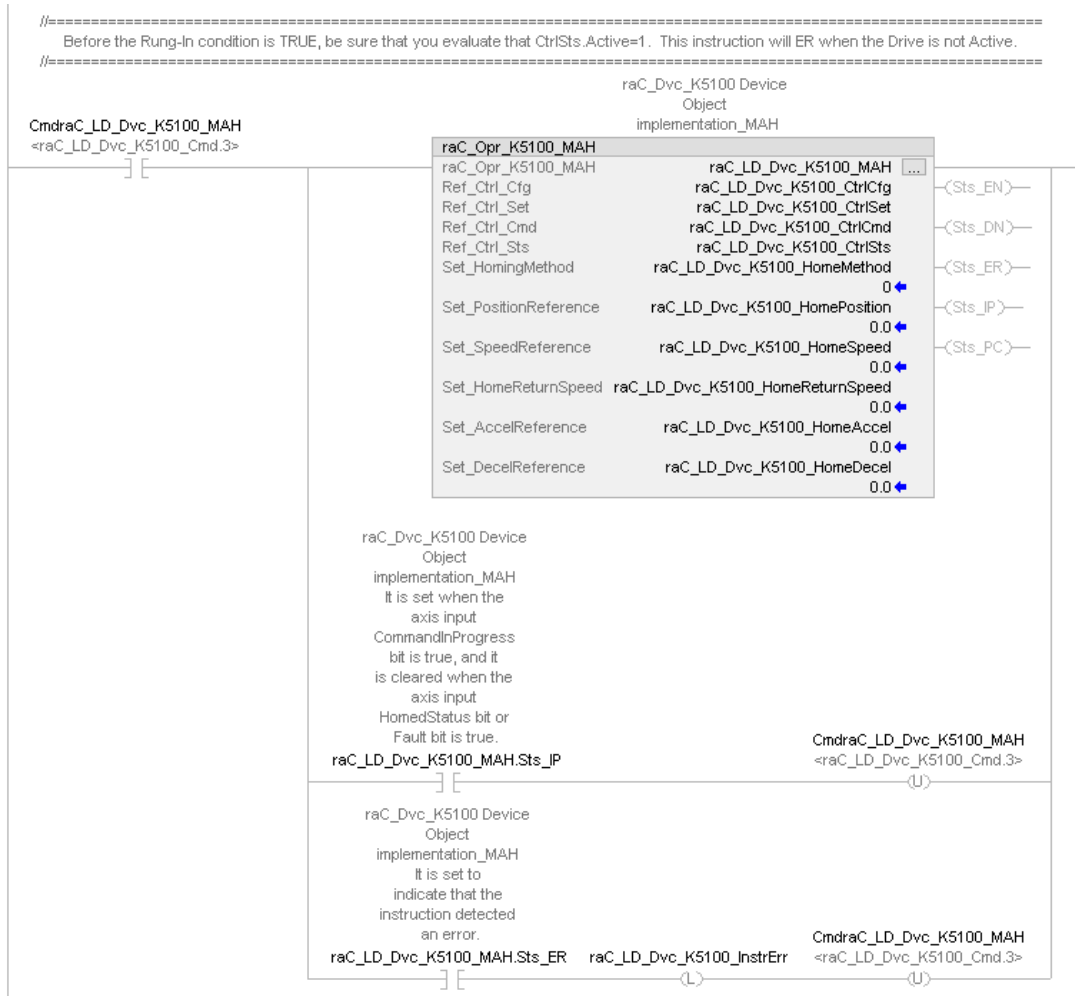 //==============================================================================================
Before the Rung-In condition is TRUE, be sure that you evaluate that CtrlSts.Active=1.  This instruction will ER when the Drive is not Active.
//==============================================================================================
raC_Dvc_K5100 Device
Object
implementation_MAH
CmdraC_LD_Dvc_K5100_MAH
<raC_LD_Dvc_K5100_Cmd.3>
raC_Opr_K5100_MAH
raC_Opr_K5100_MAH raC_LD_Dvc_K5100_MAH ...
Ref_Ctrl_Cfg raC_LD_Dvc_K5100_CtrlCfg (Sts_EN)
Ref_Ctrl_Set raC_LD_Dvc_K5100_CtrlSet
Ref_Ctrl_Cmd raC_LD_Dvc_K5100_CtrlCmd (Sts_DN)
Ref_Ctrl_Sts raC_LD_Dvc_K5100_CtrlSts
Set_HomingMethod raC_LD_Dvc_K5100_HomeMethod (Sts_ER)
0
Set_PositionReference raC_LD_Dvc_K5100_HomePosition (Sts_IP)
0.0
Set_SpeedReference raC_LD_Dvc_K5100_HomeSpeed (Sts_PC)
0.0
Set_HomeReturnSpeed raC_LD_Dvc_K5100_HomeReturnSpeed
0.0
Set_AccelReference raC_LD_Dvc_K5100_HomeAccel
0.0
Set_DecelReference raC_LD_Dvc_K5100_HomeDecel
0.0
raC_Dvc_K5100 Device
Object
implementation_MAH
It is set when the
axis input
CommandInProgress
bit is true, and it
is cleared when the
axis input
HomedStatus bit or
Fault bit is true.
raC_LD_Dvc_K5100_MAH.Sts_IP
CmdraC_LD_Dvc_K5100_MAH
<raC_LD_Dvc_K5100_Cmd.3>
(U)
raC_Dvc_K5100 Device
Object
implementation_MAH
It is set to
indicate that the
instruction detected
an error.
raC_LD_Dvc_K5100_MAH.Sts_ER
raC_LD_Dvc_K5100_InstrErr
(L)
CmdraC_LD_Dvc_K5100_MAH
<raC_LD_Dvc_K5100_Cmd.3>
(U)